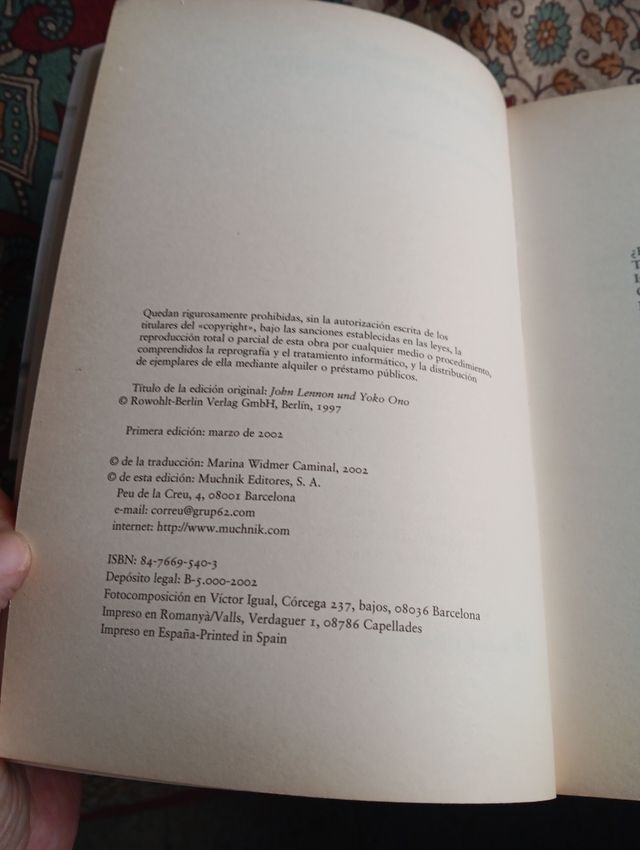 Quedan rigurosamente prohibidas, sin la autorización escrita de los
titulares del «copyright», bajo las sanciones establecidas en las leyes, la
reproducción total o parcial de esta obra por cualquier medio o procedimiento,
comprendidos la reprografía y el tratamiento informático, y la distribución
de ejemplares de ella mediante alquiler o préstamo públicos.
Título de la edición original: John Lennon und Yoko Ono
© Rowohlt-Berlin Verlag GmbH, Berlín, 1997
Primera edición: marzo de 2002
© de la traducción: Marina Widmer Caminal, 2002
© de esta edición: Muchnik Editores, S. A.
Peu de la Creu, 4, 08001 Barcelona
e-mail: correu@grup62.com
internet: http://www.muchnik.com
ISBN: 84-7669-540-3
Depósito legal: B-5.000-2002
Fotocomposición en Víctor Igual, Córcega 237, bajos, 08036 Barcelona
Impreso en Romanyà/Valls, Verdaguer 1, 08786 Capellades
Impreso en España-Printed in Spain